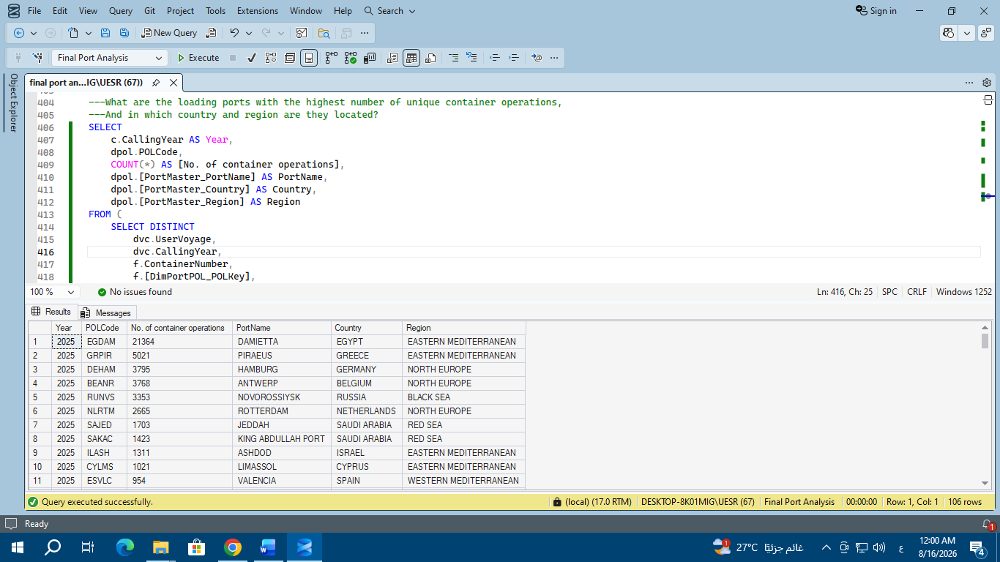 File Edit View Query Git Project Tools Extensions Window Help Search Sign in
New Query
Final Port Analysis Execute
Object Explorer
final port an...IG\UESR (67))
404 ---What are the loading ports with the highest number of unique container operations,
405 ---And in which country and region are they located?
406 SELECT
407 c.CallingYear AS Year,
408 dpol.POLCode,
409 COUNT(*) AS [No. of container operations],
410 dpol.[PortMaster_PortName] AS PortName,
411 dpol.[PortMaster_Country] AS Country,
412 dpol.[PortMaster_Region] AS Region
413 FROM (
414 SELECT DISTINCT
415 dvc.UserVoyage,
416 dvc.CallingYear,
417 f.ContainerNumber,
418 f.[DimPortPOL_POLKey],
100 % No issues found Ln: 416, Ch: 25 SPC CRLF Windows 1252
Results Messages
Year POLCode No. of container operations PortName Country Region
1 2025 EGDAM 21364 DAMIETTA EGYPT EASTERN MEDITERRANEAN
2 2025 GRPIR 5021 PIRAEUS GREECE EASTERN MEDITERRANEAN
3 2025 DEHAM 3795 HAMBURG GERMANY NORTH EUROPE
4 2025 BEANR 3768 ANTWERP BELGIUM NORTH EUROPE
5 2025 RUNVS 3353 NOVOROSSIYSK RUSSIA BLACK SEA
6 2025 NLRTM 2665 ROTTERDAM NETHERLANDS NORTH EUROPE
7 2025 SAJED 1703 JEDDAH SAUDI ARABIA RED SEA
8 2025 SAKAC 1423 KING ABDULLAH PORT SAUDI ARABIA RED SEA
9 2025 ILASH 1311 ASHDOD ISRAEL EASTERN MEDITERRANEAN
10 2025 CYLMS 1021 LIMASSOL CYPRUS EASTERN MEDITERRANEAN
11 2025 ESVLC 954 VALENCIA SPAIN WESTERN MEDITERRANEAN
Query executed successfully. (local) (17.0 RTM) DESKTOP-8K01MIG\UESR (67) Final Port Analysis 00:00:00 Row: 1, Col: 1 106 rows
Ready 1
1 27°C غائم جزئيًا ع 12:00 AM
8/16/2026 4